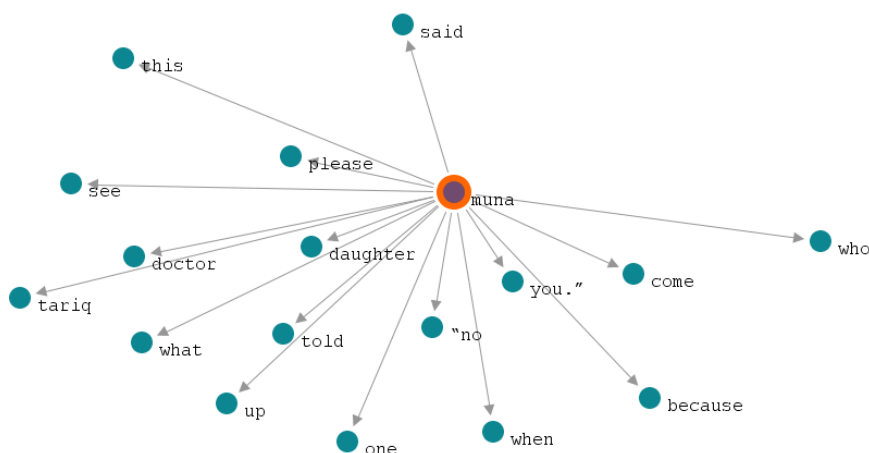 said
this
please
see
muna
who
daughter
doctor
come
you.”
tariq
“no
told
what
because
up
when
one